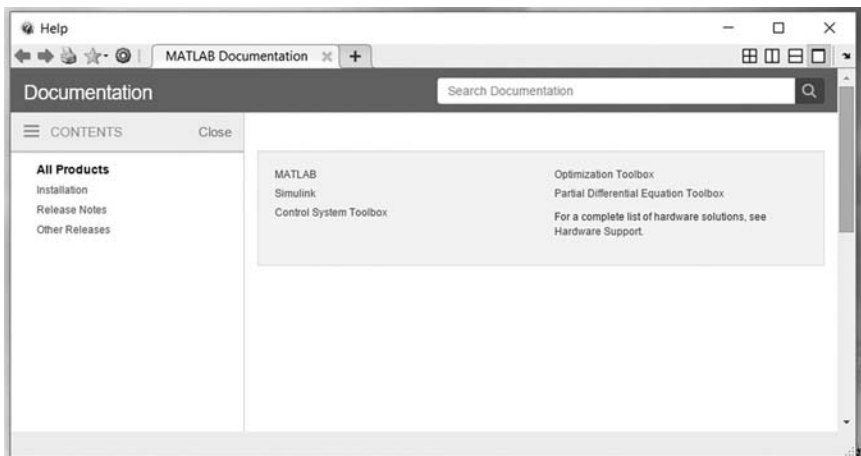 Help
MATLAB Documentation
Documentation
Search Documentation
CONTENTS Close
All Products
Installation
Release Notes
Other Releases
MATLAB
Simulink
Control System Toolbox
Optimization Toolbox
Partial Differential Equation Toolbox
For a complete list of hardware solutions, see
Hardware Support.